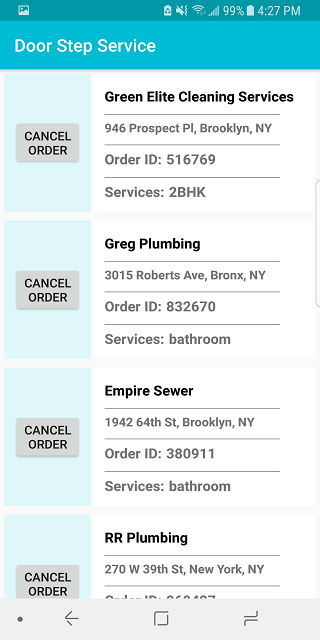 99% 4:27 PM
Door Step Service
Green Elite Cleaning Services
CANCEL ORDER
946 Prospect Pl, Brooklyn, NY
Order ID: 516769
Services: 2BHK
Greg Plumbing
CANCEL ORDER
3015 Roberts Ave, Bronx, NY
Order ID: 832670
Services: bathroom
Empire Sewer
CANCEL ORDER
1942 64th St, Brooklyn, NY
Order ID: 380911
Services: bathroom
RR Plumbing
CANCEL ORDER
270 W 39th St, New York, NY
Order ID: